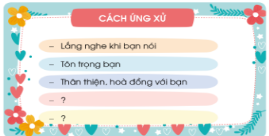 CÁCH ỨNG XỬ
– Lắng nghe khi bạn nói
– Tôn trọng bạn
– Thân thiện, hoà đồng với bạn
– ?
– ?